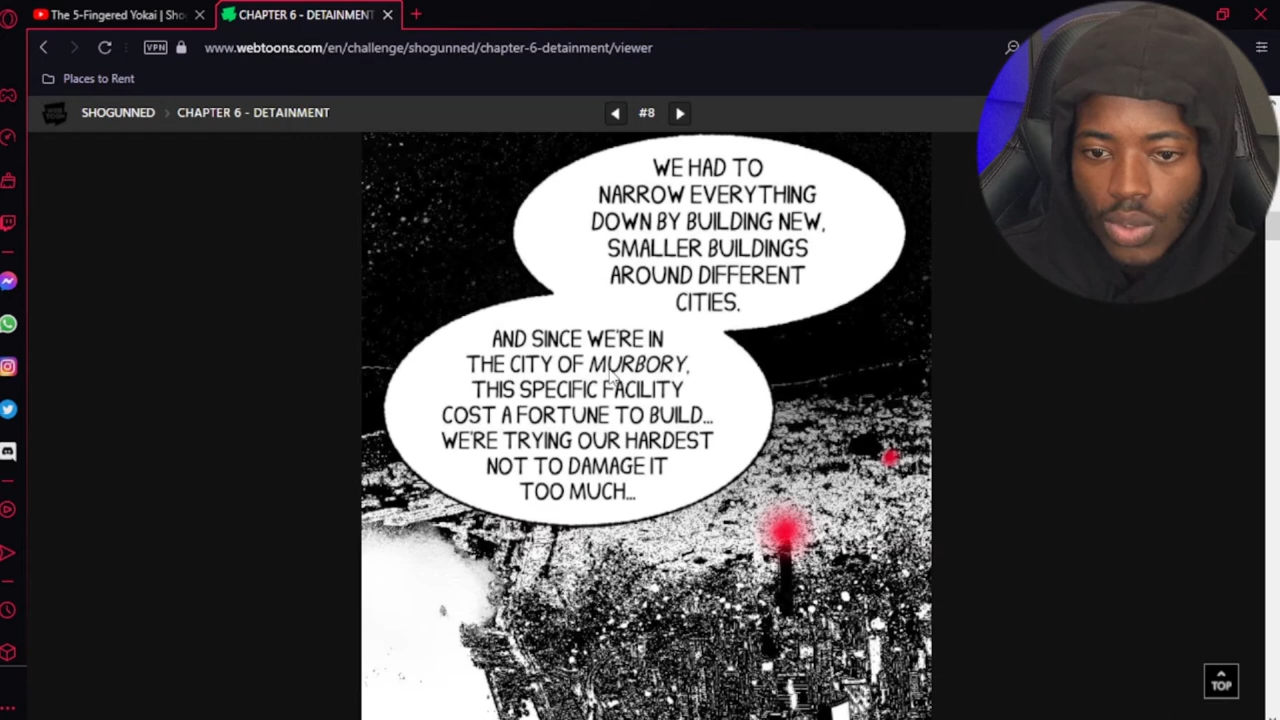 The 5-Fingered Yokai | Sho
CHAPTER 6 - DETAINMENT
VPN
www.webtoons.com/en/challenge/shogunned/chapter-6-detainment/viewer
Places to Rent
SHOGUNNED
CHAPTER 6 - DETAINMENT
#8
WE HAD TO
NARROW EVERYTHING
DOWN BY BUILDING NEW,
SMALLER BUILDINGS
AROUND DIFFERENT
CITIES.
AND SINCE WE'RE IN
THE CITY OF MURBORY,
THIS SPECIFIC FACILITY
COST A FORTUNE TO BUILD...
WE'RE TRYING OUR HARDEST
NOT TO DAMAGE IT
TOO MUCH...
TOP